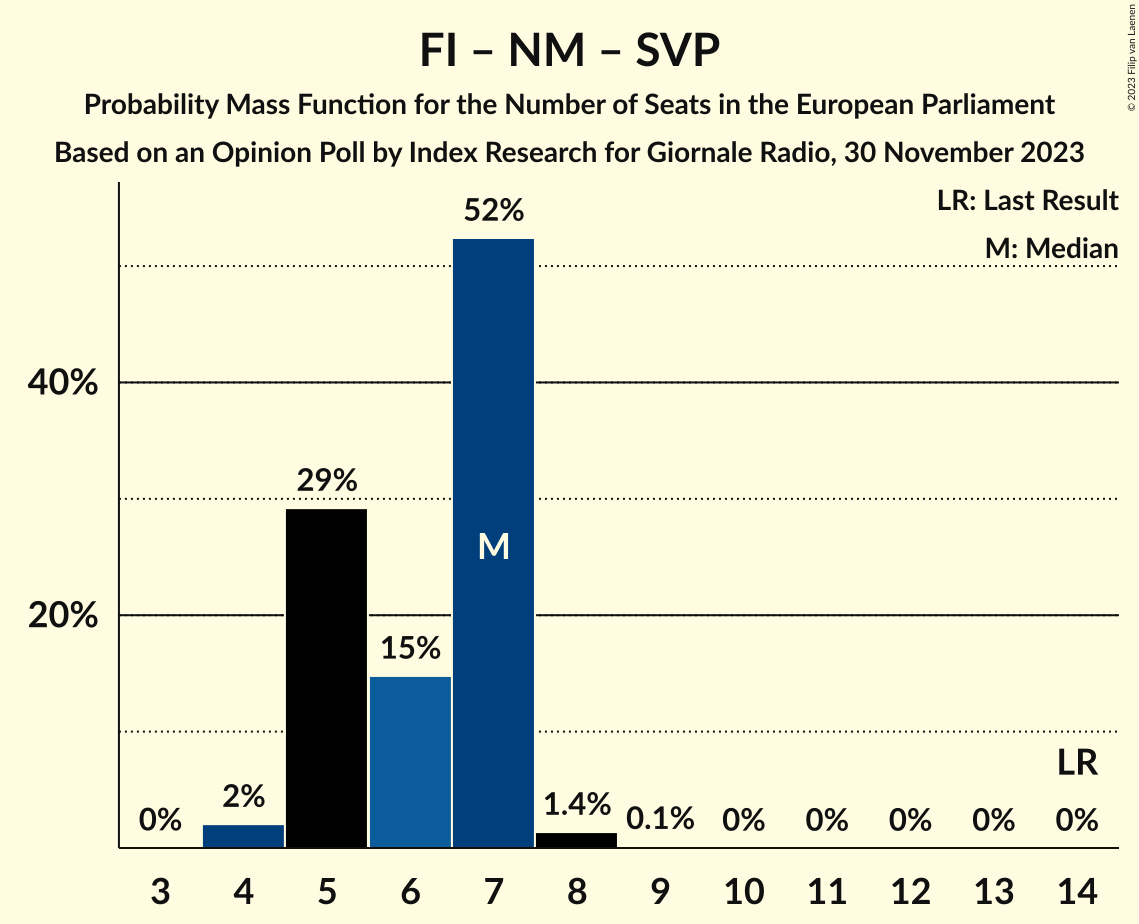 FI – NM – SVP
Probability Mass Function for the Number of Seats in the European Parliament
Based on an Opinion Poll by Index Research for Giornale Radio, 30 November 2023
© 2023 Filip van Laenen
LR: Last Result
M: Median
52%
40%
29%
M
20%
15%
LR
2%
1.4%
0%
0.1%
0%
0%
0%
0%
0%
3 4 5 6 7 8 9 10 11 12 13 14